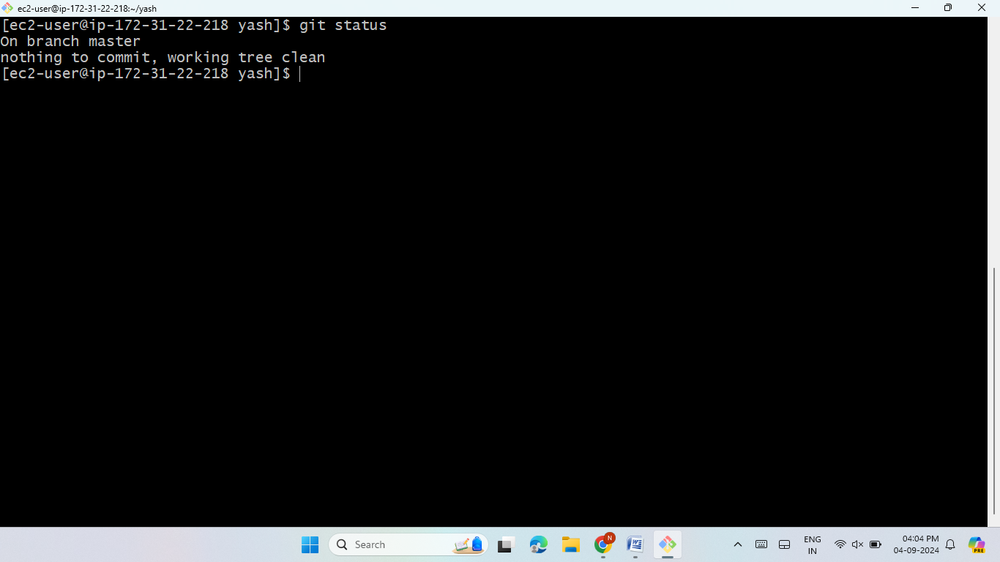 ec2-user@ip-172-31-22-218:~/yash
[ec2-user@ip-172-31-22-218 yash]$ git status
On branch master
nothing to commit, working tree clean
[ec2-user@ip-172-31-22-218 yash]$
Search
N
W
ENG
IN
04:04 PM
04-09-2024
PRE